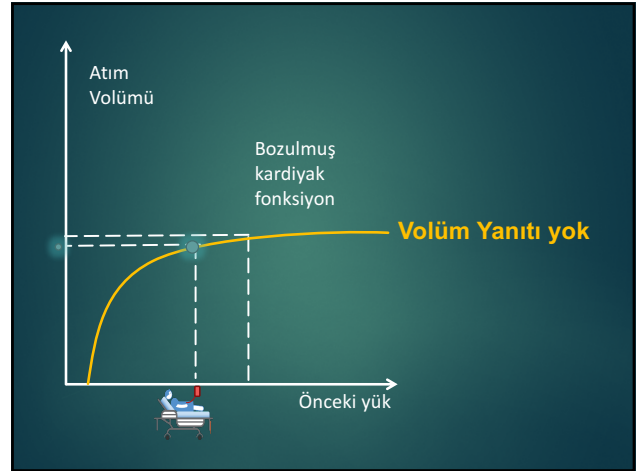 Atım
Volümü
Bozulmuş
kardiyak
fonksiyon
Volüm Yanıtı yok
Önceki yük